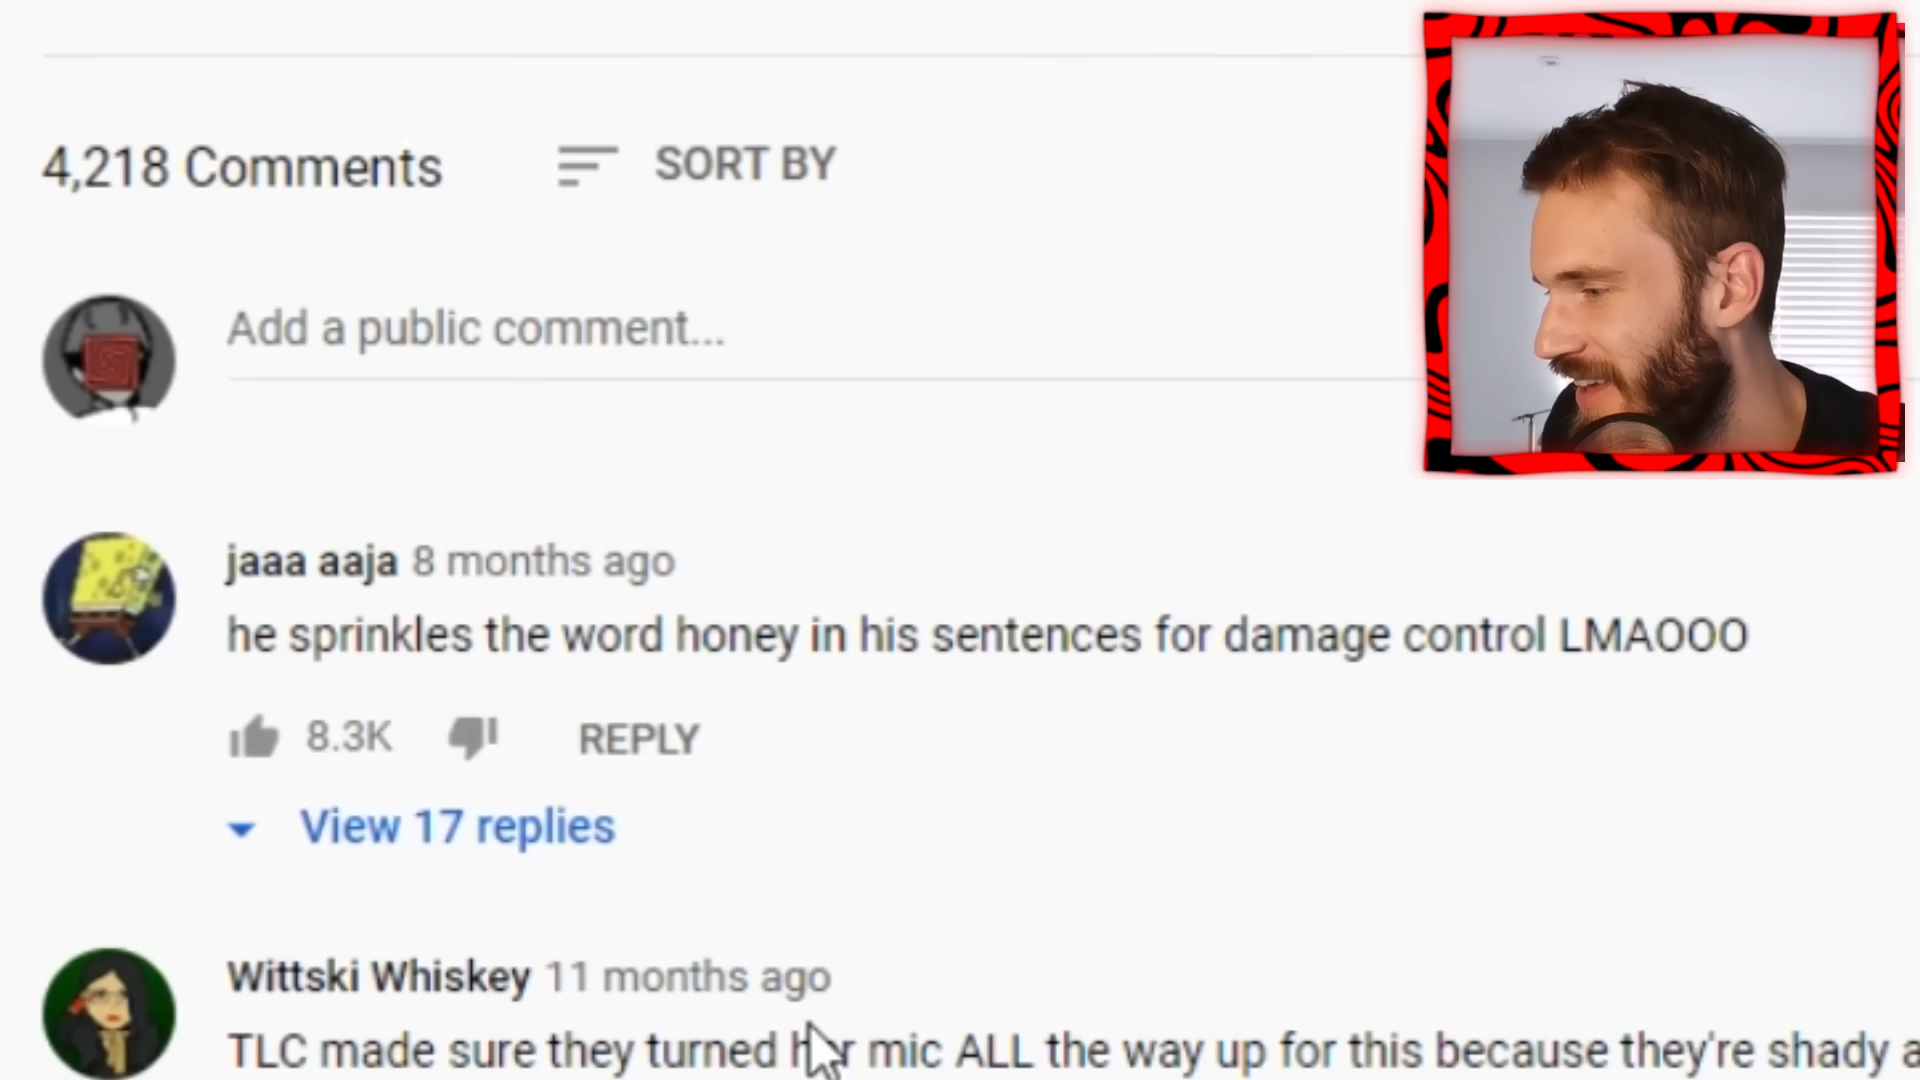 4,218 Comments
SORT BY
Add a public comment...
jaaa aaja 8 months ago
he sprinkles the word honey in his sentences for damage control LMAOOO
8.3K
REPLY
View 17 replies
Wittski Whiskey 11 months ago
TLC made sure they turned her mic ALL the way up for this because they're shady a